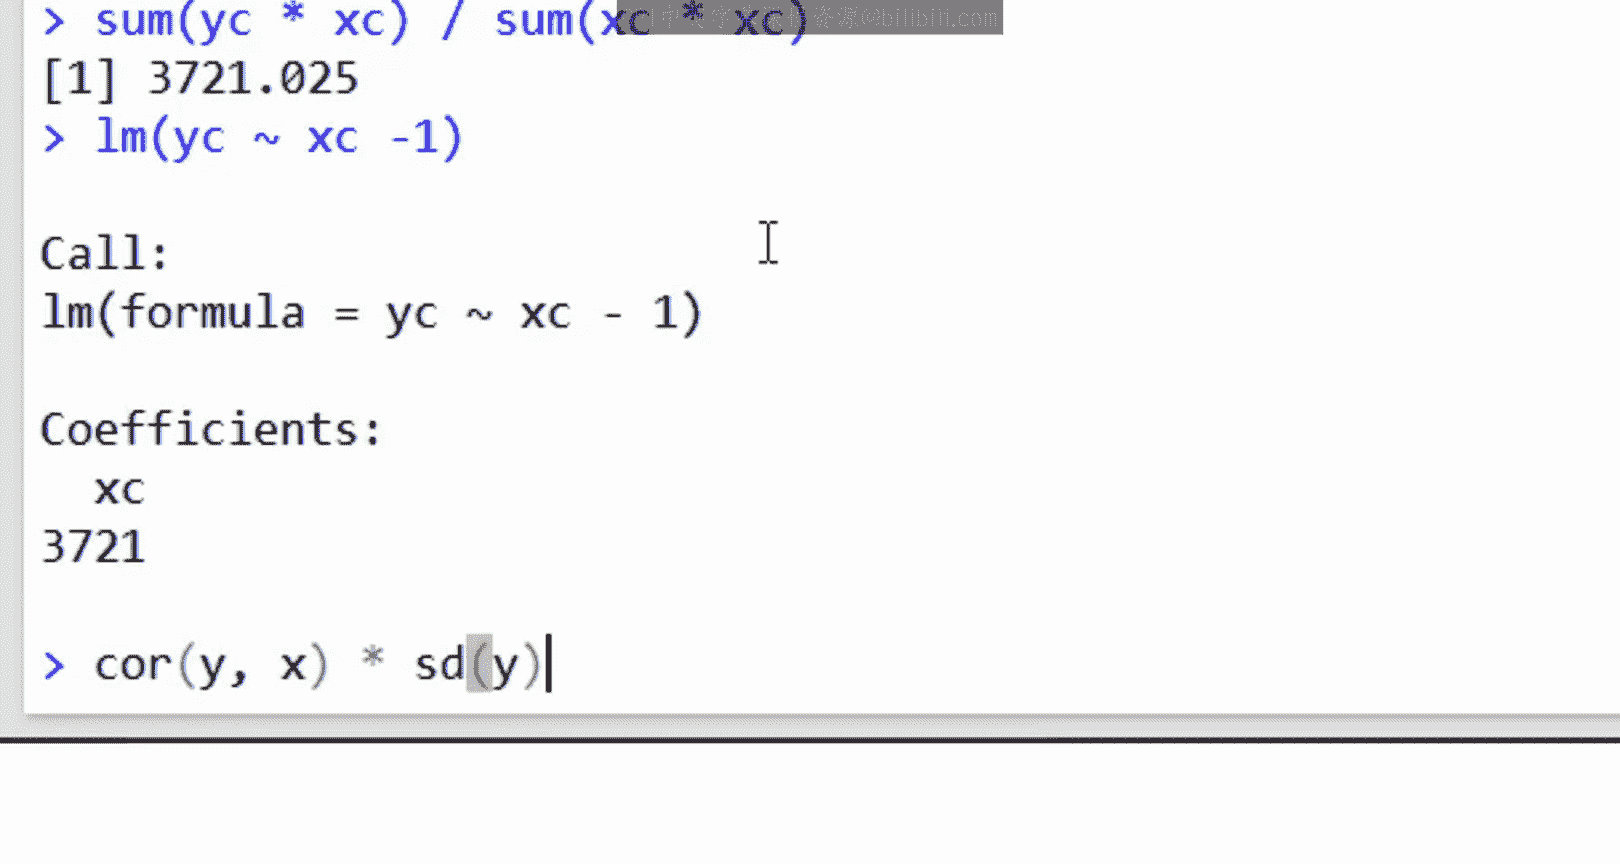 > sum(yc * xc) / sum(xc * xc)
[1] 3721.025
> lm(yc ~ xc -1)
Call:
lm(formula = yc ~ xc - 1)
Coefficients:
xc
3721
> cor(y, x) * sd(y)